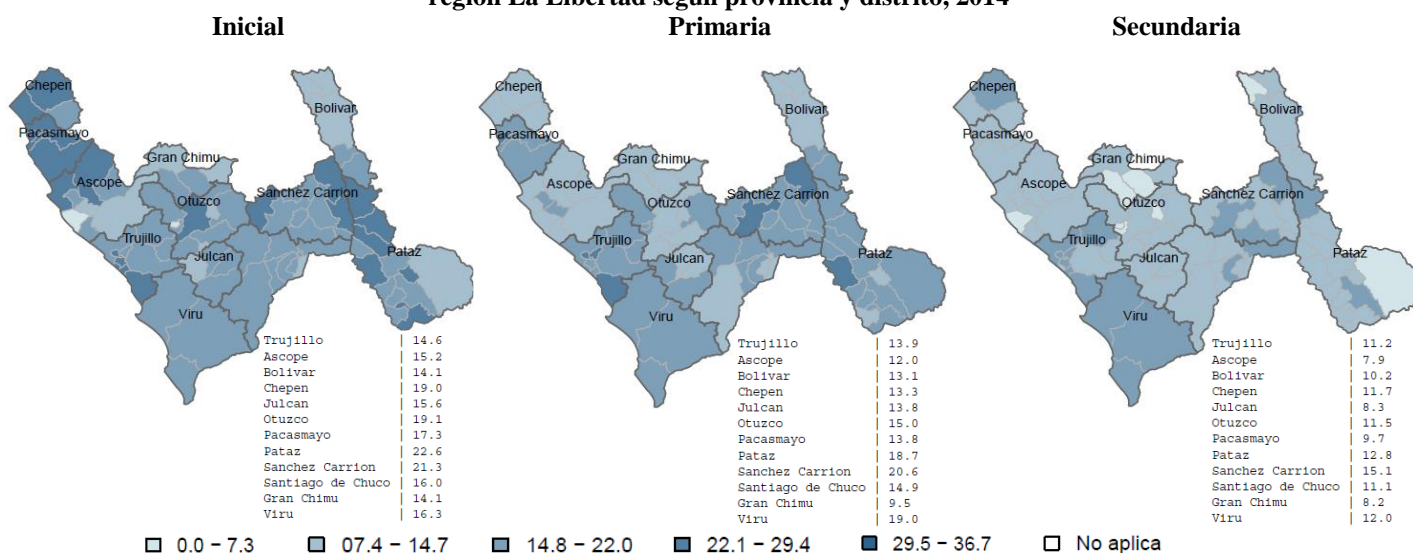 región La Libertad según provincia y distrito, 2014
Inicial
Primaria
Secundaria
Chepen
Pacasmayo
Ascope
Gran Chimu
Bolivar
Otuzco
Sanchez Carrion
Trujillo
Julcan
Pataz
Viru
Trujillo | 14.6
Ascope | 15.2
Bolivar | 14.1
Chepen | 19.0
Julcan | 15.6
Otuzco | 19.1
Pacasmayo | 17.3
Pataz | 22.6
Sanchez Carrion | 21.3
Santiago de Chuco | 16.0
Gran Chimu | 14.1
Viru | 16.3
Chepen
Pacasmayo
Ascope
Gran Chimu
Bolivar
Otuzco
Sanchez Carrion
Trujillo
Julcan
Pataz
Viru
Trujillo | 13.9
Ascope | 12.0
Bolivar | 13.1
Chepen | 13.3
Julcan | 13.8
Otuzco | 15.0
Pacasmayo | 13.8
Pataz | 18.7
Sanchez Carrion | 20.6
Santiago de Chuco | 14.9
Gran Chimu | 9.5
Viru | 19.0
Chepen
Pacasmayo
Ascope
Gran Chimu
Bolivar
Otuzco
Sanchez Carrion
Trujillo
Julcan
Pataz
Viru
Trujillo | 11.2
Ascope | 7.9
Bolivar | 10.2
Chepen | 11.7
Julcan | 8.3
Otuzco | 11.5
Pacasmayo | 9.7
Pataz | 12.8
Sanchez Carrion | 15.1
Santiago de Chuco | 11.1
Gran Chimu | 8.2
Viru | 12.0
0.0 − 7.3
07.4 − 14.7
14.8 − 22.0
22.1 − 29.4
29.5 − 36.7
No aplica